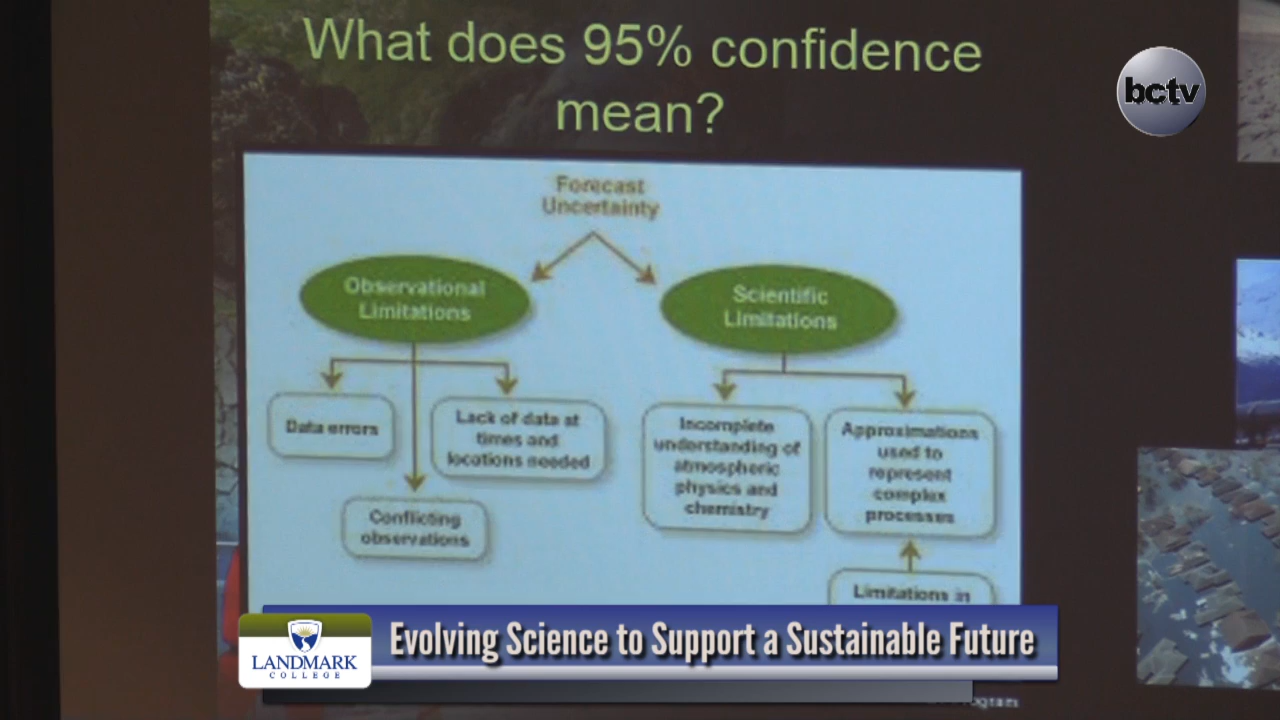 What does 95% confidence
mean?
bctv
Forecast
Uncertainty
Observational
Limitations
Scientific
Limitations
Data errors
Lack of data at
times and
locations needed
Conflicting
observations
Incomplete
understanding of
atmospheric
physics and
chemistry
Approximations
used to
represent
complex
processes
Limitations in
LANDMARK
COLLEGE
Evolving Science to Support a Sustainable Future